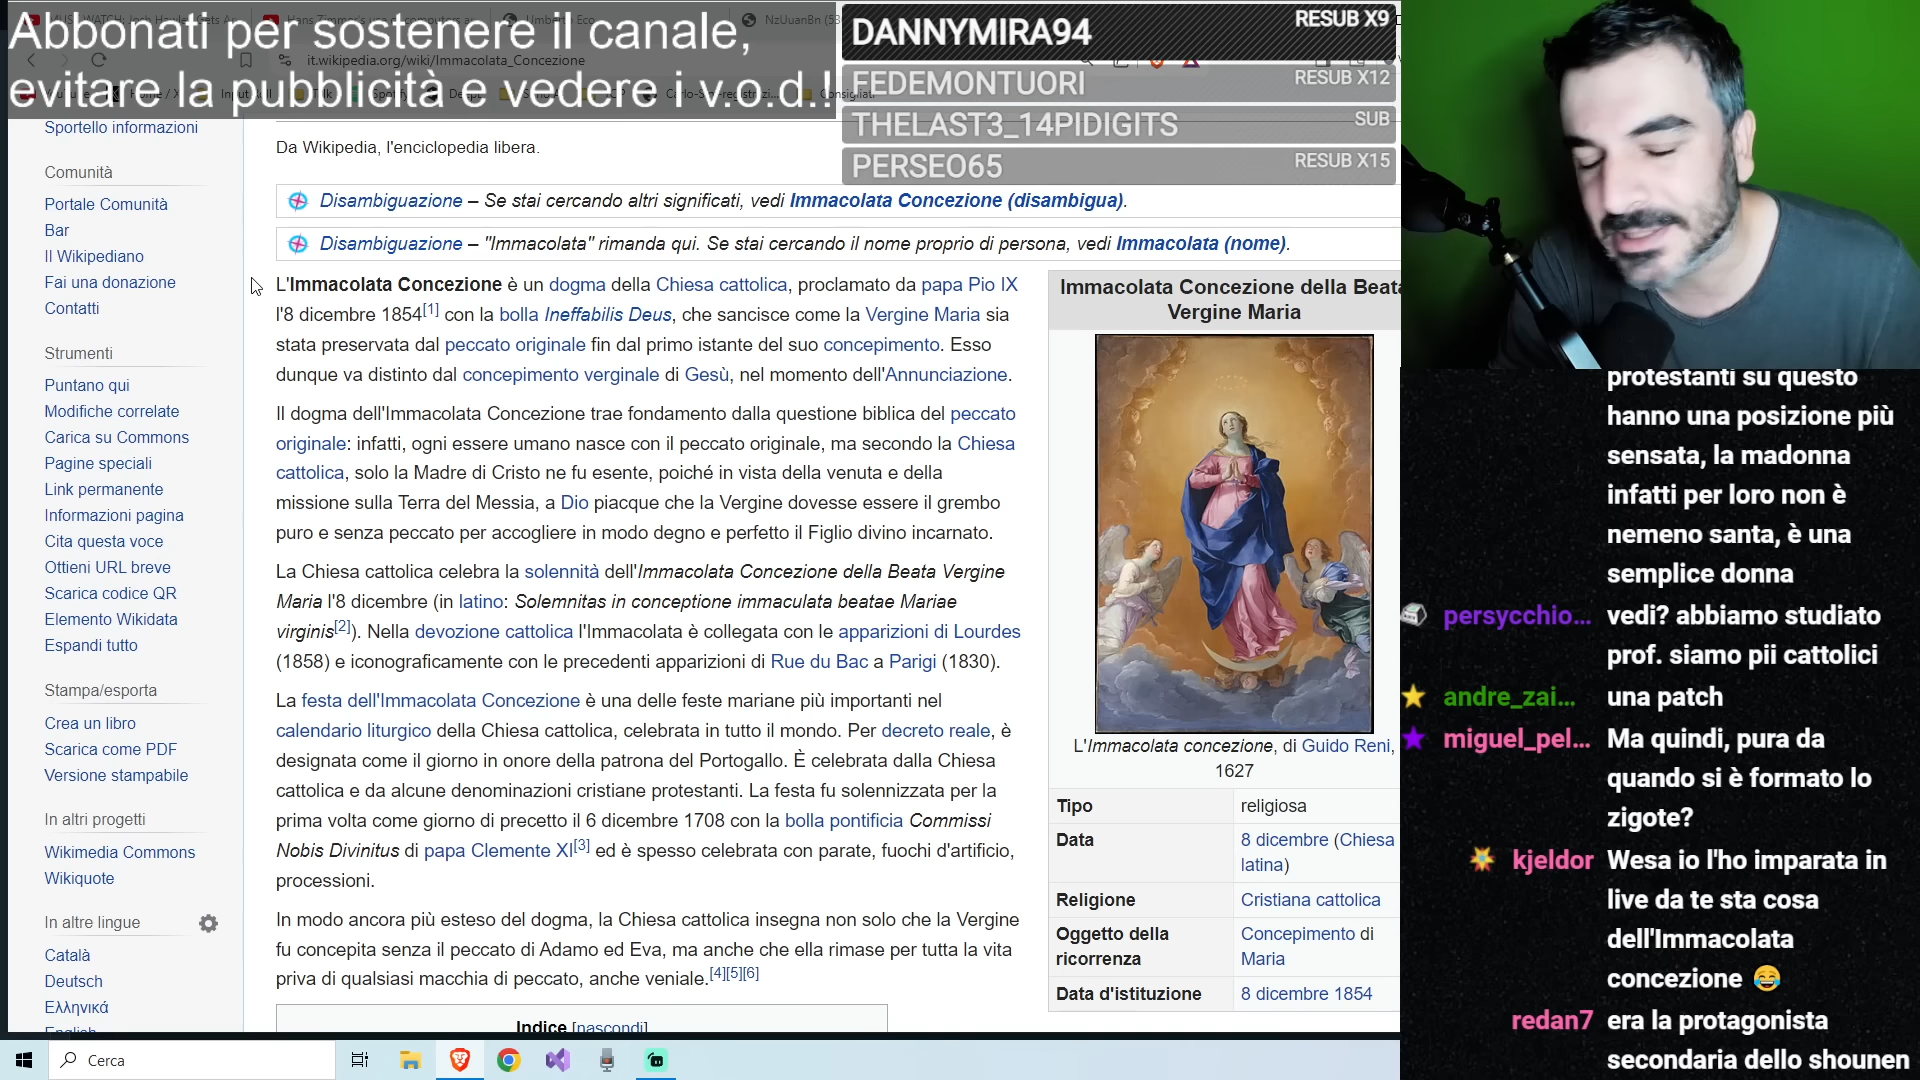 Abbonati per sostenere il canale,
evitare la pubblicità e vedere i v.o.d.!!
DANNYMIRA94 RESUB X9
FEDEMONTUORI RESUB X12
THELAST3_14PIDIGITS SUB
PERSEO65 RESUB X15
Umberto Eco
it.wikipedia.org/wiki/Immacolata_Concezione
Sportello informazioni
Comunità
Portale Comunità
Bar
Il Wikipediano
Fai una donazione
Contatti
Strumenti
Puntano qui
Modifiche correlate
Carica su Commons
Pagine speciali
Link permanente
Informazioni pagina
Cita questa voce
Ottieni URL breve
Scarica codice QR
Elemento Wikidata
Espandi tutto
Stampa/esporta
Crea un libro
Scarica come PDF
Versione stampabile
In altri progetti
Wikimedia Commons
Wikiquote
In altre lingue
Català
Deutsch
Ελληνικά
English
Da Wikipedia, l'enciclopedia libera.
Disambiguazione – Se stai cercando altri significati, vedi Immacolata Concezione (disambigua).
Disambiguazione – "Immacolata" rimanda qui. Se stai cercando il nome proprio di persona, vedi Immacolata (nome).
L'Immacolata Concezione è un dogma della Chiesa cattolica, proclamato da papa Pio IX
l'8 dicembre 1854[1] con la bolla Ineffabilis Deus, che sancisce come la Vergine Maria sia
stata preservata dal peccato originale fin dal primo istante del suo concepimento. Esso
dunque va distinto dal concepimento verginale di Gesù, nel momento dell'Annunciazione.
Il dogma dell'Immacolata Concezione trae fondamento dalla questione biblica del peccato
originale: infatti, ogni essere umano nasce con il peccato originale, ma secondo la Chiesa
cattolica, solo la Madre di Cristo ne fu esente, poiché in vista della venuta e della
missione sulla Terra del Messia, a Dio piacque che la Vergine dovesse essere il grembo
puro e senza peccato per accogliere in modo degno e perfetto il Figlio divino incarnato.
La Chiesa cattolica celebra la solennità dell'Immacolata Concezione della Beata Vergine
Maria l'8 dicembre (in latino: Solemnitas in conceptione immaculata beatae Mariae
virginis[2]). Nella devozione cattolica l'Immacolata è collegata con le apparizioni di Lourdes
(1858) e iconograficamente con le precedenti apparizioni di Rue du Bac a Parigi (1830).
La festa dell'Immacolata Concezione è una delle feste mariane più importanti nel
calendario liturgico della Chiesa cattolica, celebrata in tutto il mondo. Per decreto reale, è
designata come il giorno in onore della patrona del Portogallo. È celebrata dalla Chiesa
cattolica e da alcune denominazioni cristiane protestanti. La festa fu solennizzata per la
prima volta come giorno di precetto il 6 dicembre 1708 con la bolla pontificia Commissi
Nobis Divinitus di papa Clemente XI[3] ed è spesso celebrata con parate, fuochi d'artificio,
processioni.
In modo ancora più esteso del dogma, la Chiesa cattolica insegna non solo che la Vergine
fu concepita senza il peccato di Adamo ed Eva, ma anche che ella rimase per tutta la vita
priva di qualsiasi macchia di peccato, anche veniale.[4][5][6]
Indice [nascondi]
Immacolata Concezione della Beata
Vergine Maria
L'Immacolata concezione, di Guido Reni,
1627
Tipo religiosa
Data 8 dicembre (Chiesa
latina)
Religione Cristiana cattolica
Oggetto della Concepimento di
ricorrenza Maria
Data d'istituzione 8 dicembre 1854
protestanti su questo
hanno una posizione più
sensata, la madonna
infatti per loro non è
nemeno santa, è una
semplice donna
persycchio... vedi? abbiamo studiato
prof. siamo pii cattolici
andre_zai... una patch
miguel_pel... Ma quindi, pura da
quando si è formato lo
zigote?
kjeldor Wesa io l'ho imparata in
live da te sta cosa
dell'Immacolata
concezione 😂
redan7 era la protagonista
secondaria dello shounen
Cerca